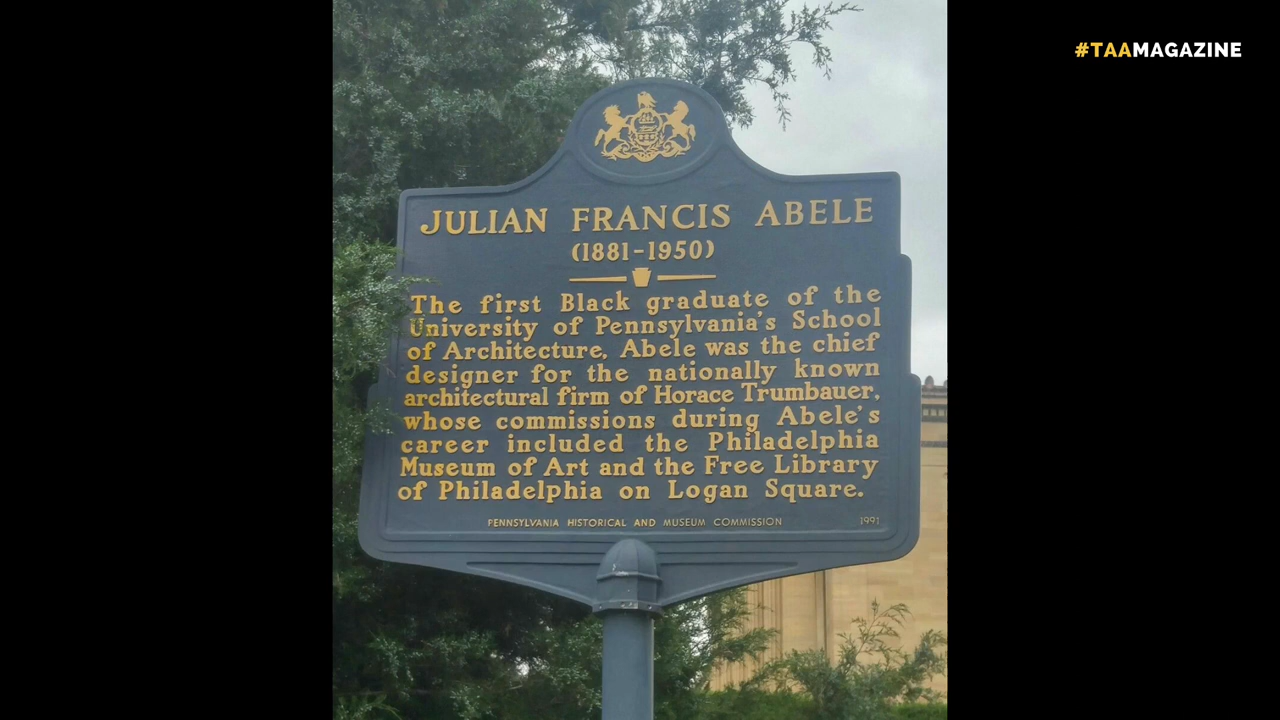 #TAAMAGAZINE
JULIAN FRANCIS ABELE
(1881-1950)
The first Black graduate of the
University of Pennsylvania's School
of Architecture, Abele was the chief
designer for the nationally known
architectural firm of Horace Trumbauer,
whose commissions during Abele's
career included the Philadelphia
Museum of Art and the Free Library
of Philadelphia on Logan Square.
PENNSYLVANIA HISTORICAL AND MUSEUM COMMISSION 1991